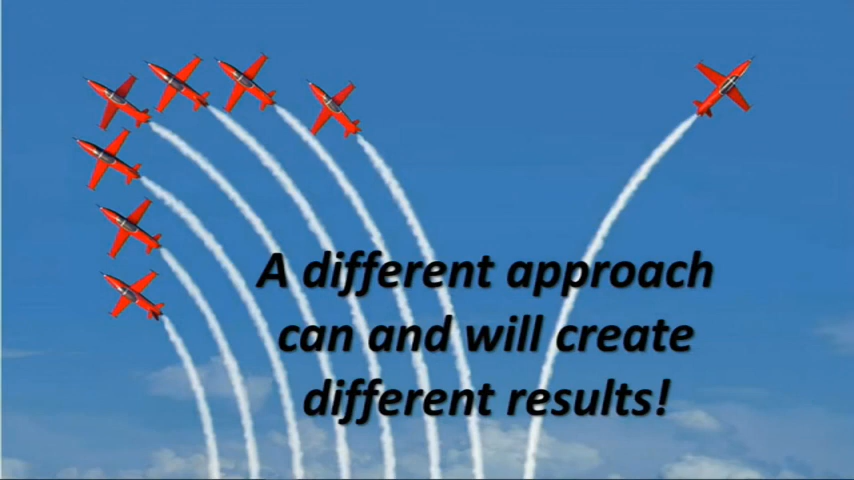 A different approach
can and will create
different results!